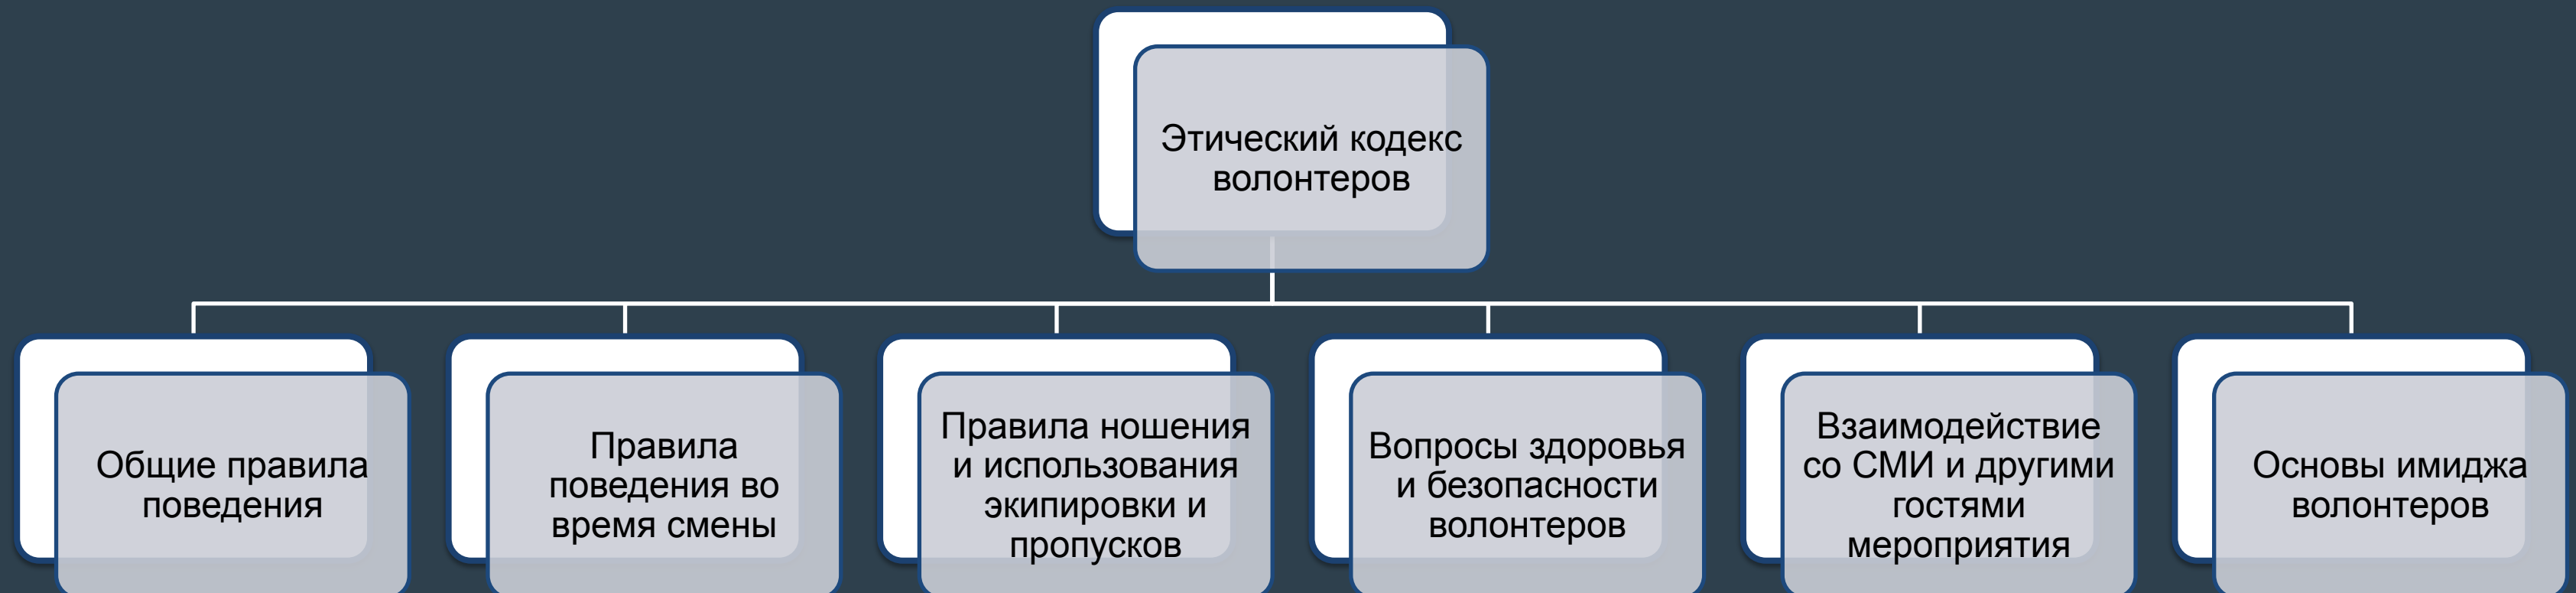 Этический кодекс
волонтеров
Общие правила
поведения
Правила
поведения во
время смены
Правила ношения
и использования
экипировки и
пропусков
Вопросы здоровья
и безопасности
волонтеров
Взаимодействие
со СМИ и другими
гостями
мероприятия
Основы имиджа
волонтеров